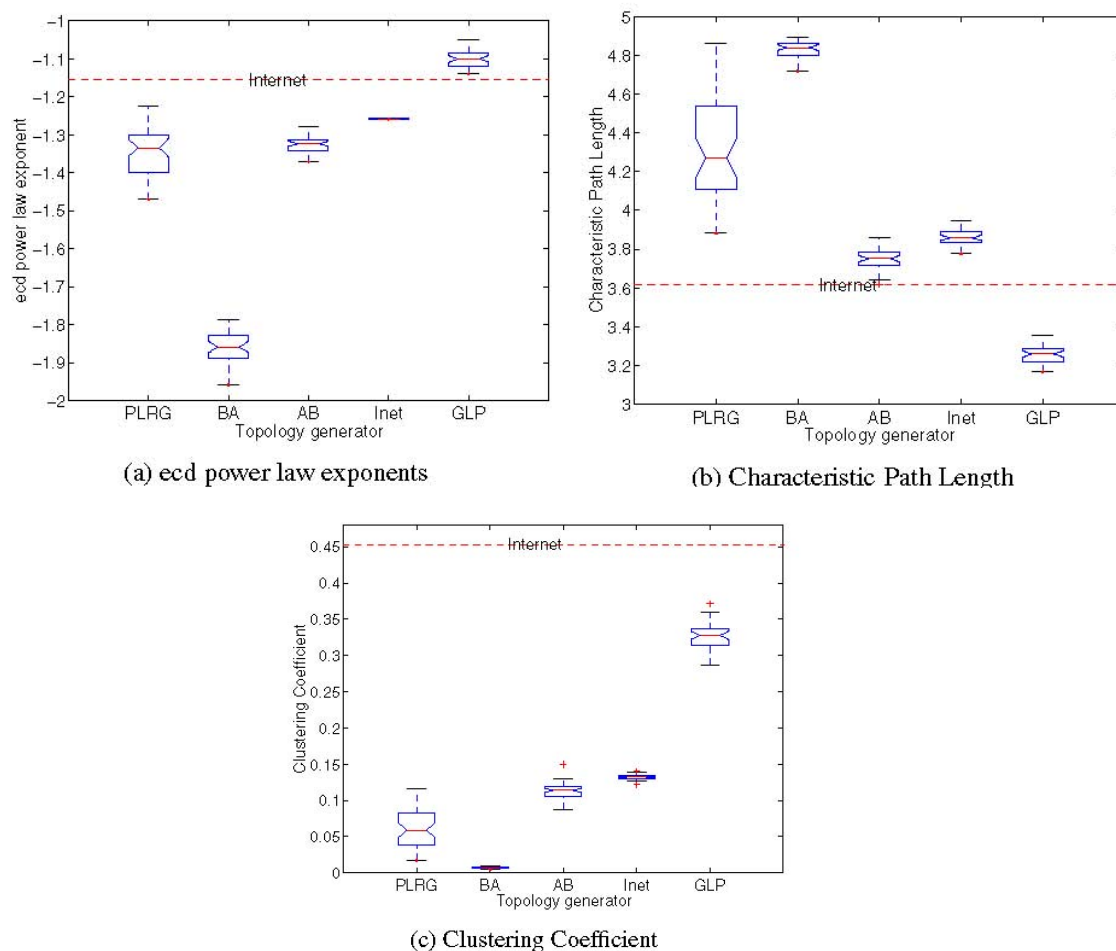 −1
−1.1
−1.2
−1.3
−1.4
−1.5
−1.6
−1.7
−1.8
−1.9
−2
ecd power law exponent
Internet
PLRG BA AB Inet GLP
Topology generator
(a) ecd power law exponents
5
4.8
4.6
4.4
4.2
4
3.8
3.6
3.4
3.2
3
Characteristic Path Length
Internet
PLRG BA AB Inet GLP
Topology generator
(b) Characteristic Path Length
0.45
0.4
0.35
0.3
0.25
0.2
0.15
0.1
0.05
0
Clustering Coefficient
Internet
PLRG BA AB Inet GLP
Topology generator
(c) Clustering Coefficient